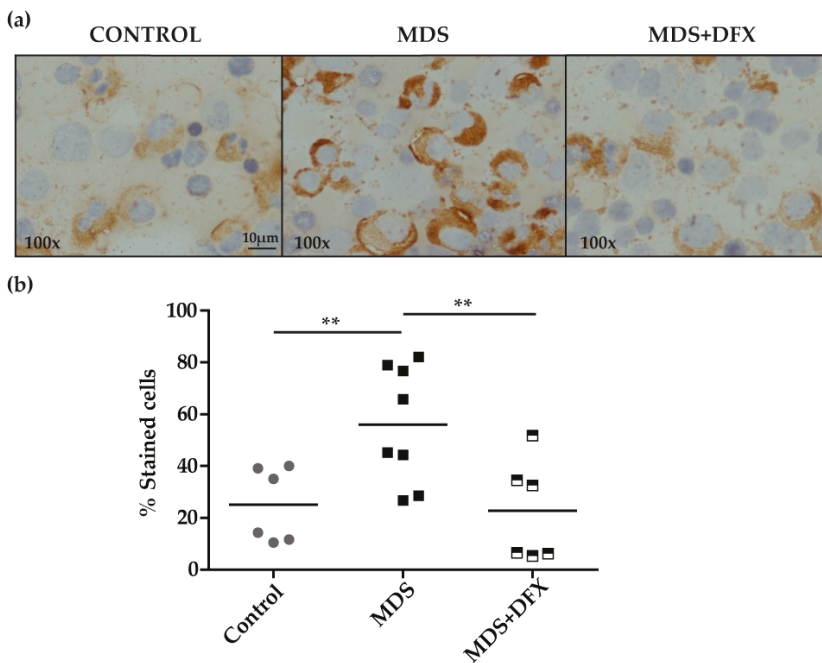 (a)
CONTROL MDS MDS+DFX
100x 10µm 100x 100x
(b)
100
80
60
40
20
0
% Stained cells
** **
Control MDS MDS+DFX